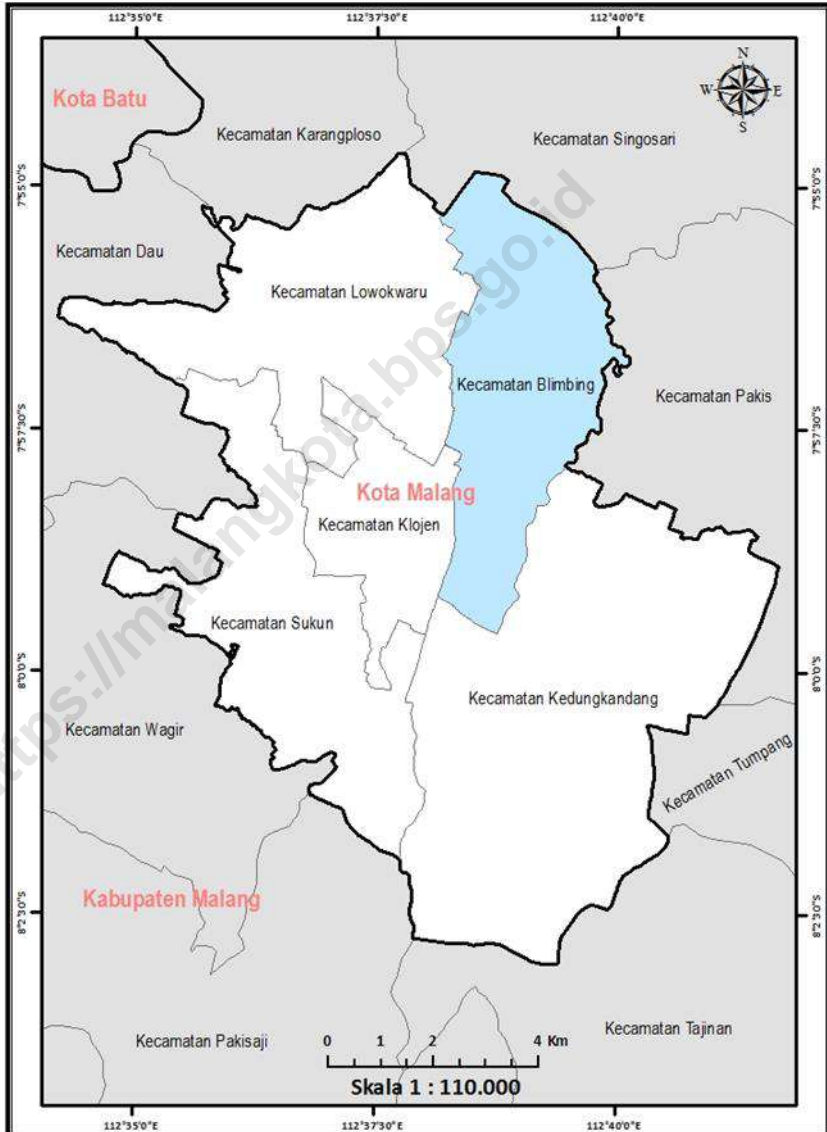 112°35'0"E
112°37'30"E
112°40'0"E
N
W
E
S
Kota Batu
Kecamatan Karangploso
Kecamatan Singosari
7°55'0"S
7°55'0"S
Kecamatan Dau
Kecamatan Lowokwaru
Kecamatan Blimbing
Kecamatan Pakis
7°57'30"S
7°57'30"S
Kota Malang
Kecamatan Klojen
Kecamatan Sukun
8°0'0"S
8°0'0"S
Kecamatan Kedungkandang
Kecamatan Wagir
Kecamatan Tumpang
Kabupaten Malang
8°2'30"S
8°2'30"S
Kecamatan Pakisaji
Kecamatan Tajinan
0 1 2 4 Km
Skala 1 : 110.000
112°35'0"E
112°37'30"E
112°40'0"E
https://malangkota.bps.go.id